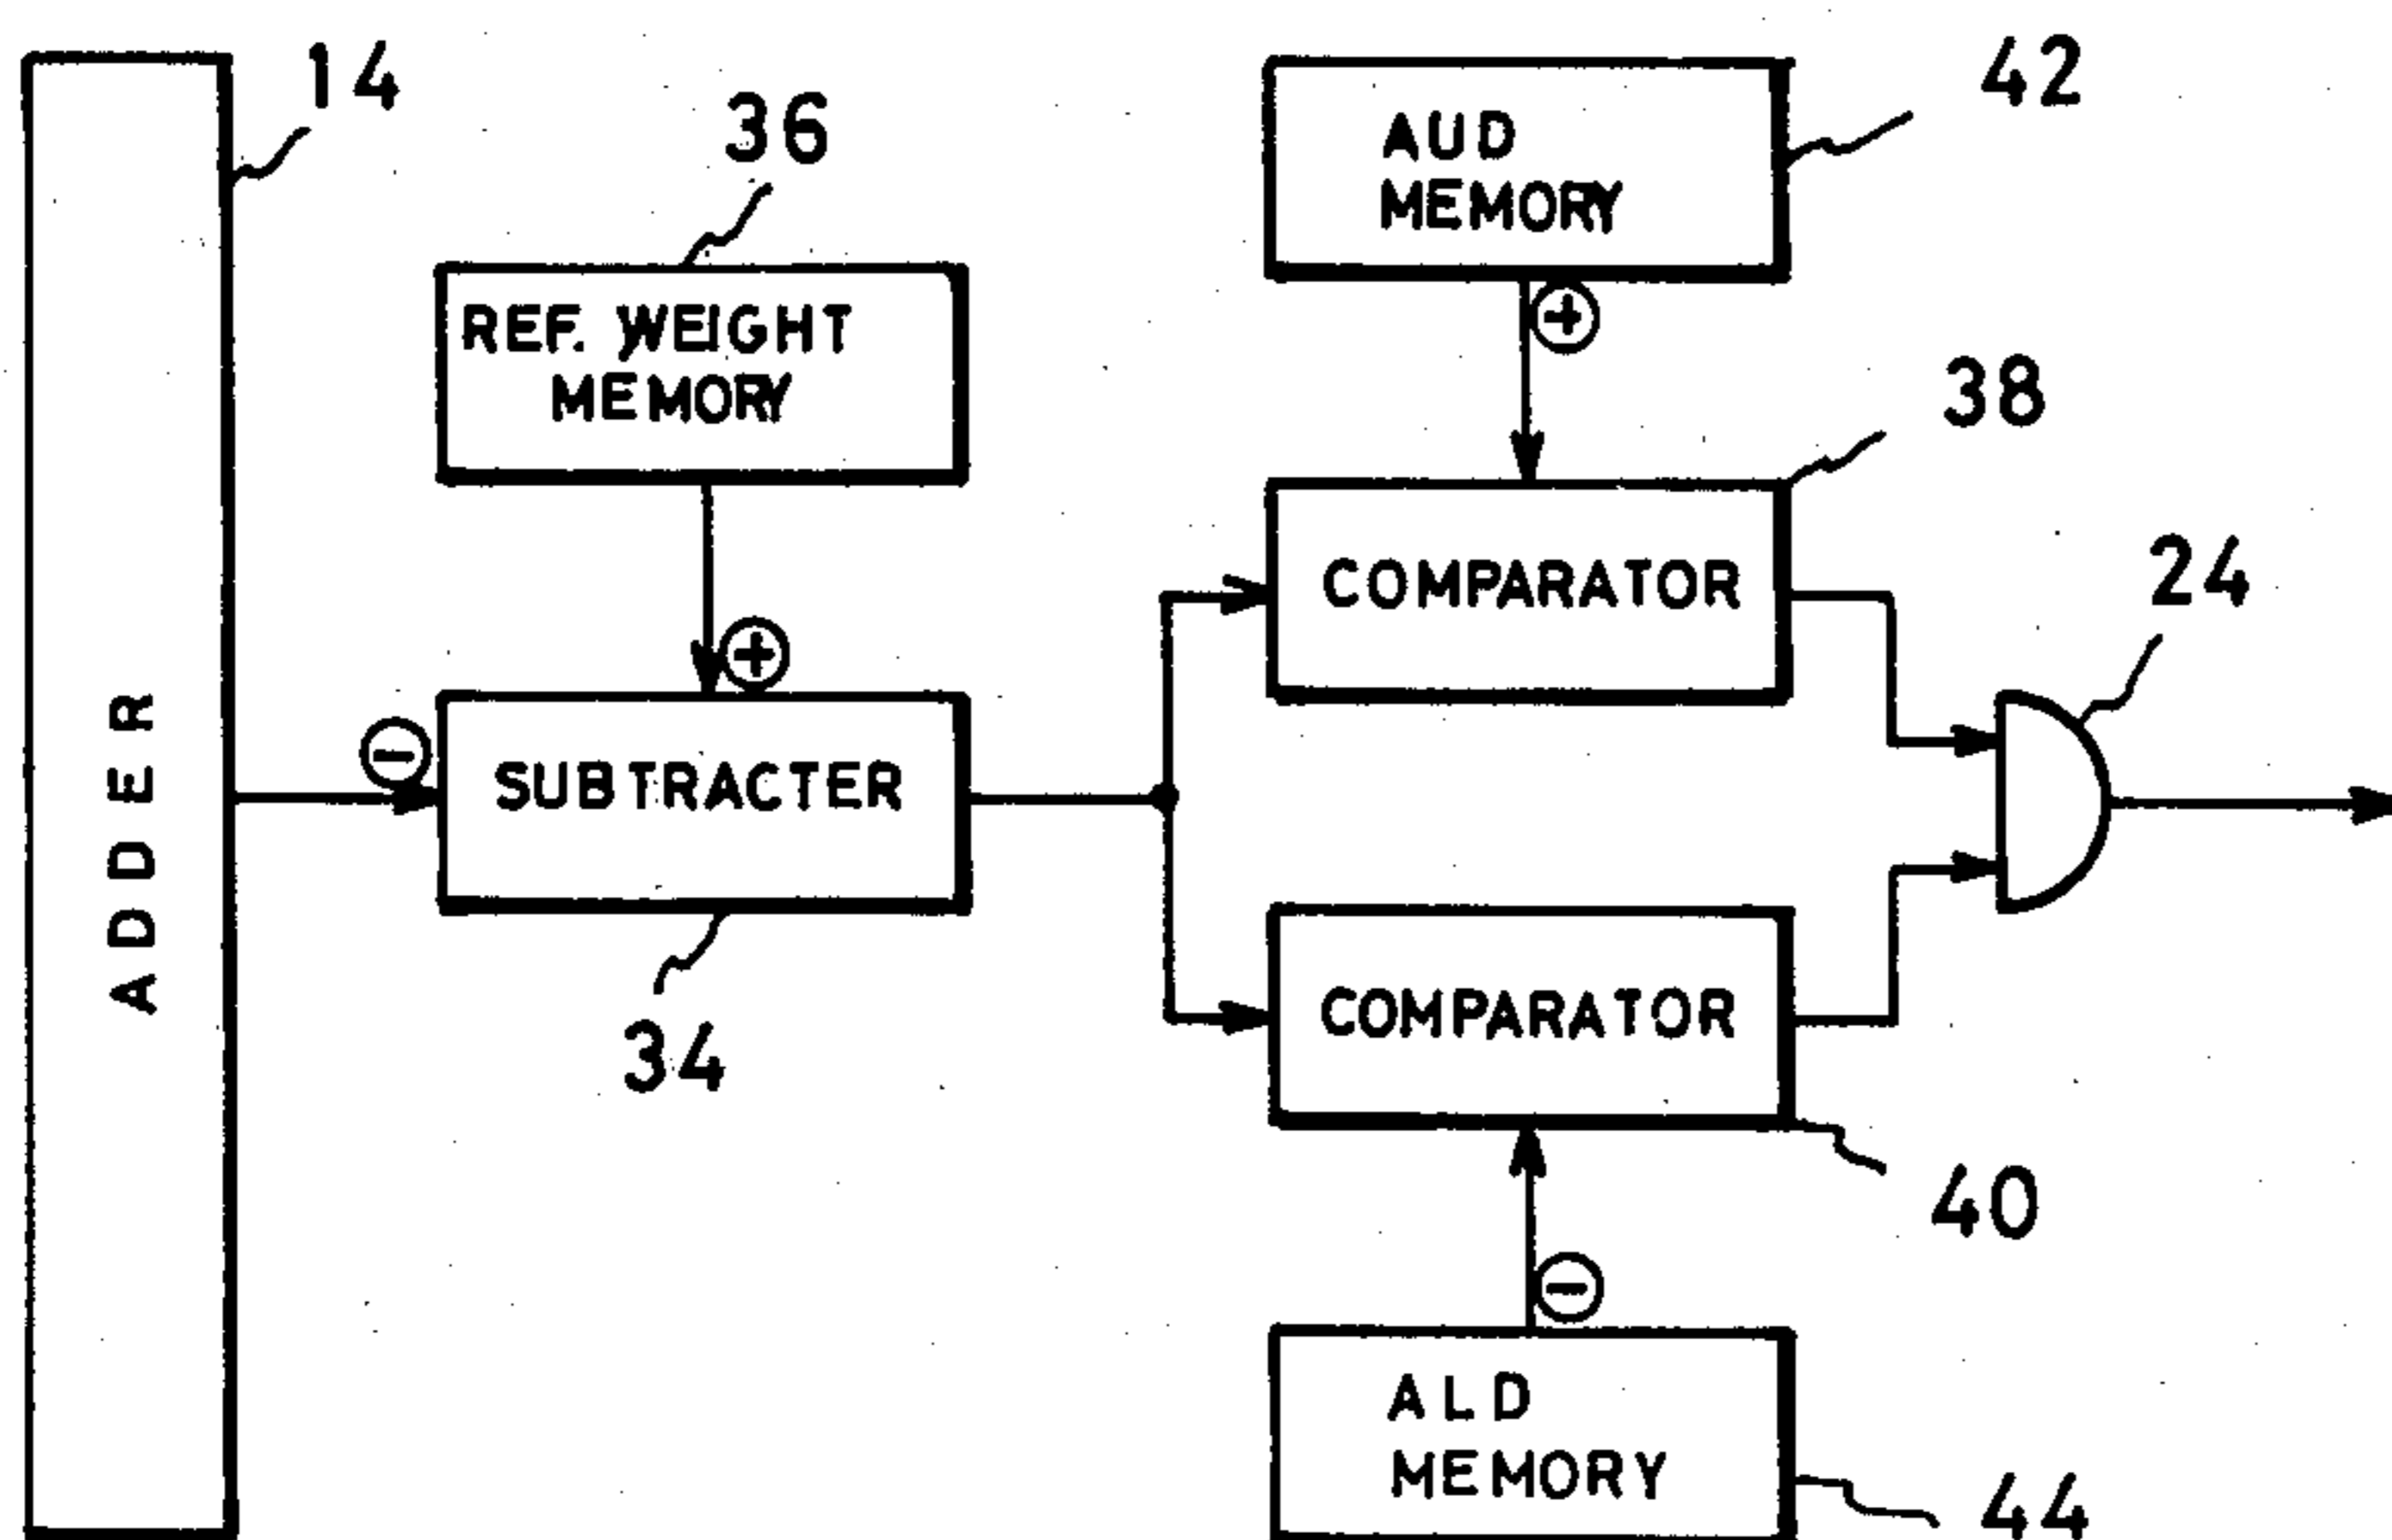 14
36
42
AUD
MEMORY
REF. WEIGHT
MEMORY
+
38
+
COMPARATOR
24
ADDER
−
SUBTRACTER
34
COMPARATOR
40
−
ALD
MEMORY
44